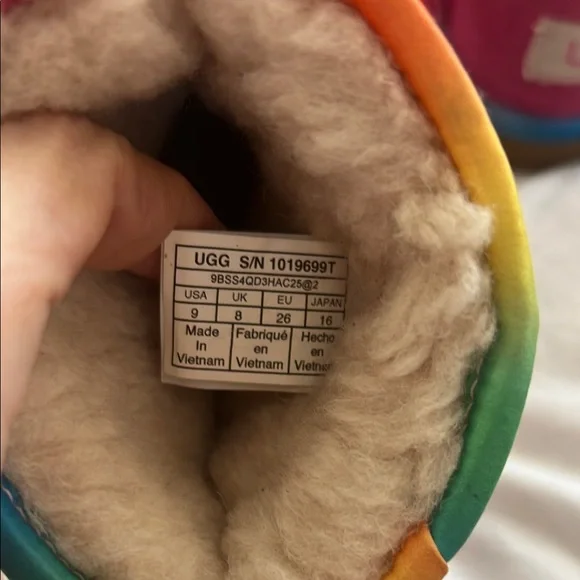 UGG S/N 1019699T
9BSS4QD3HAC25@2
USA UK EU JAPAN
9 8 26 16
Made Fabriqué Hecho
In en en
Vietnam Vietnam Vietnam